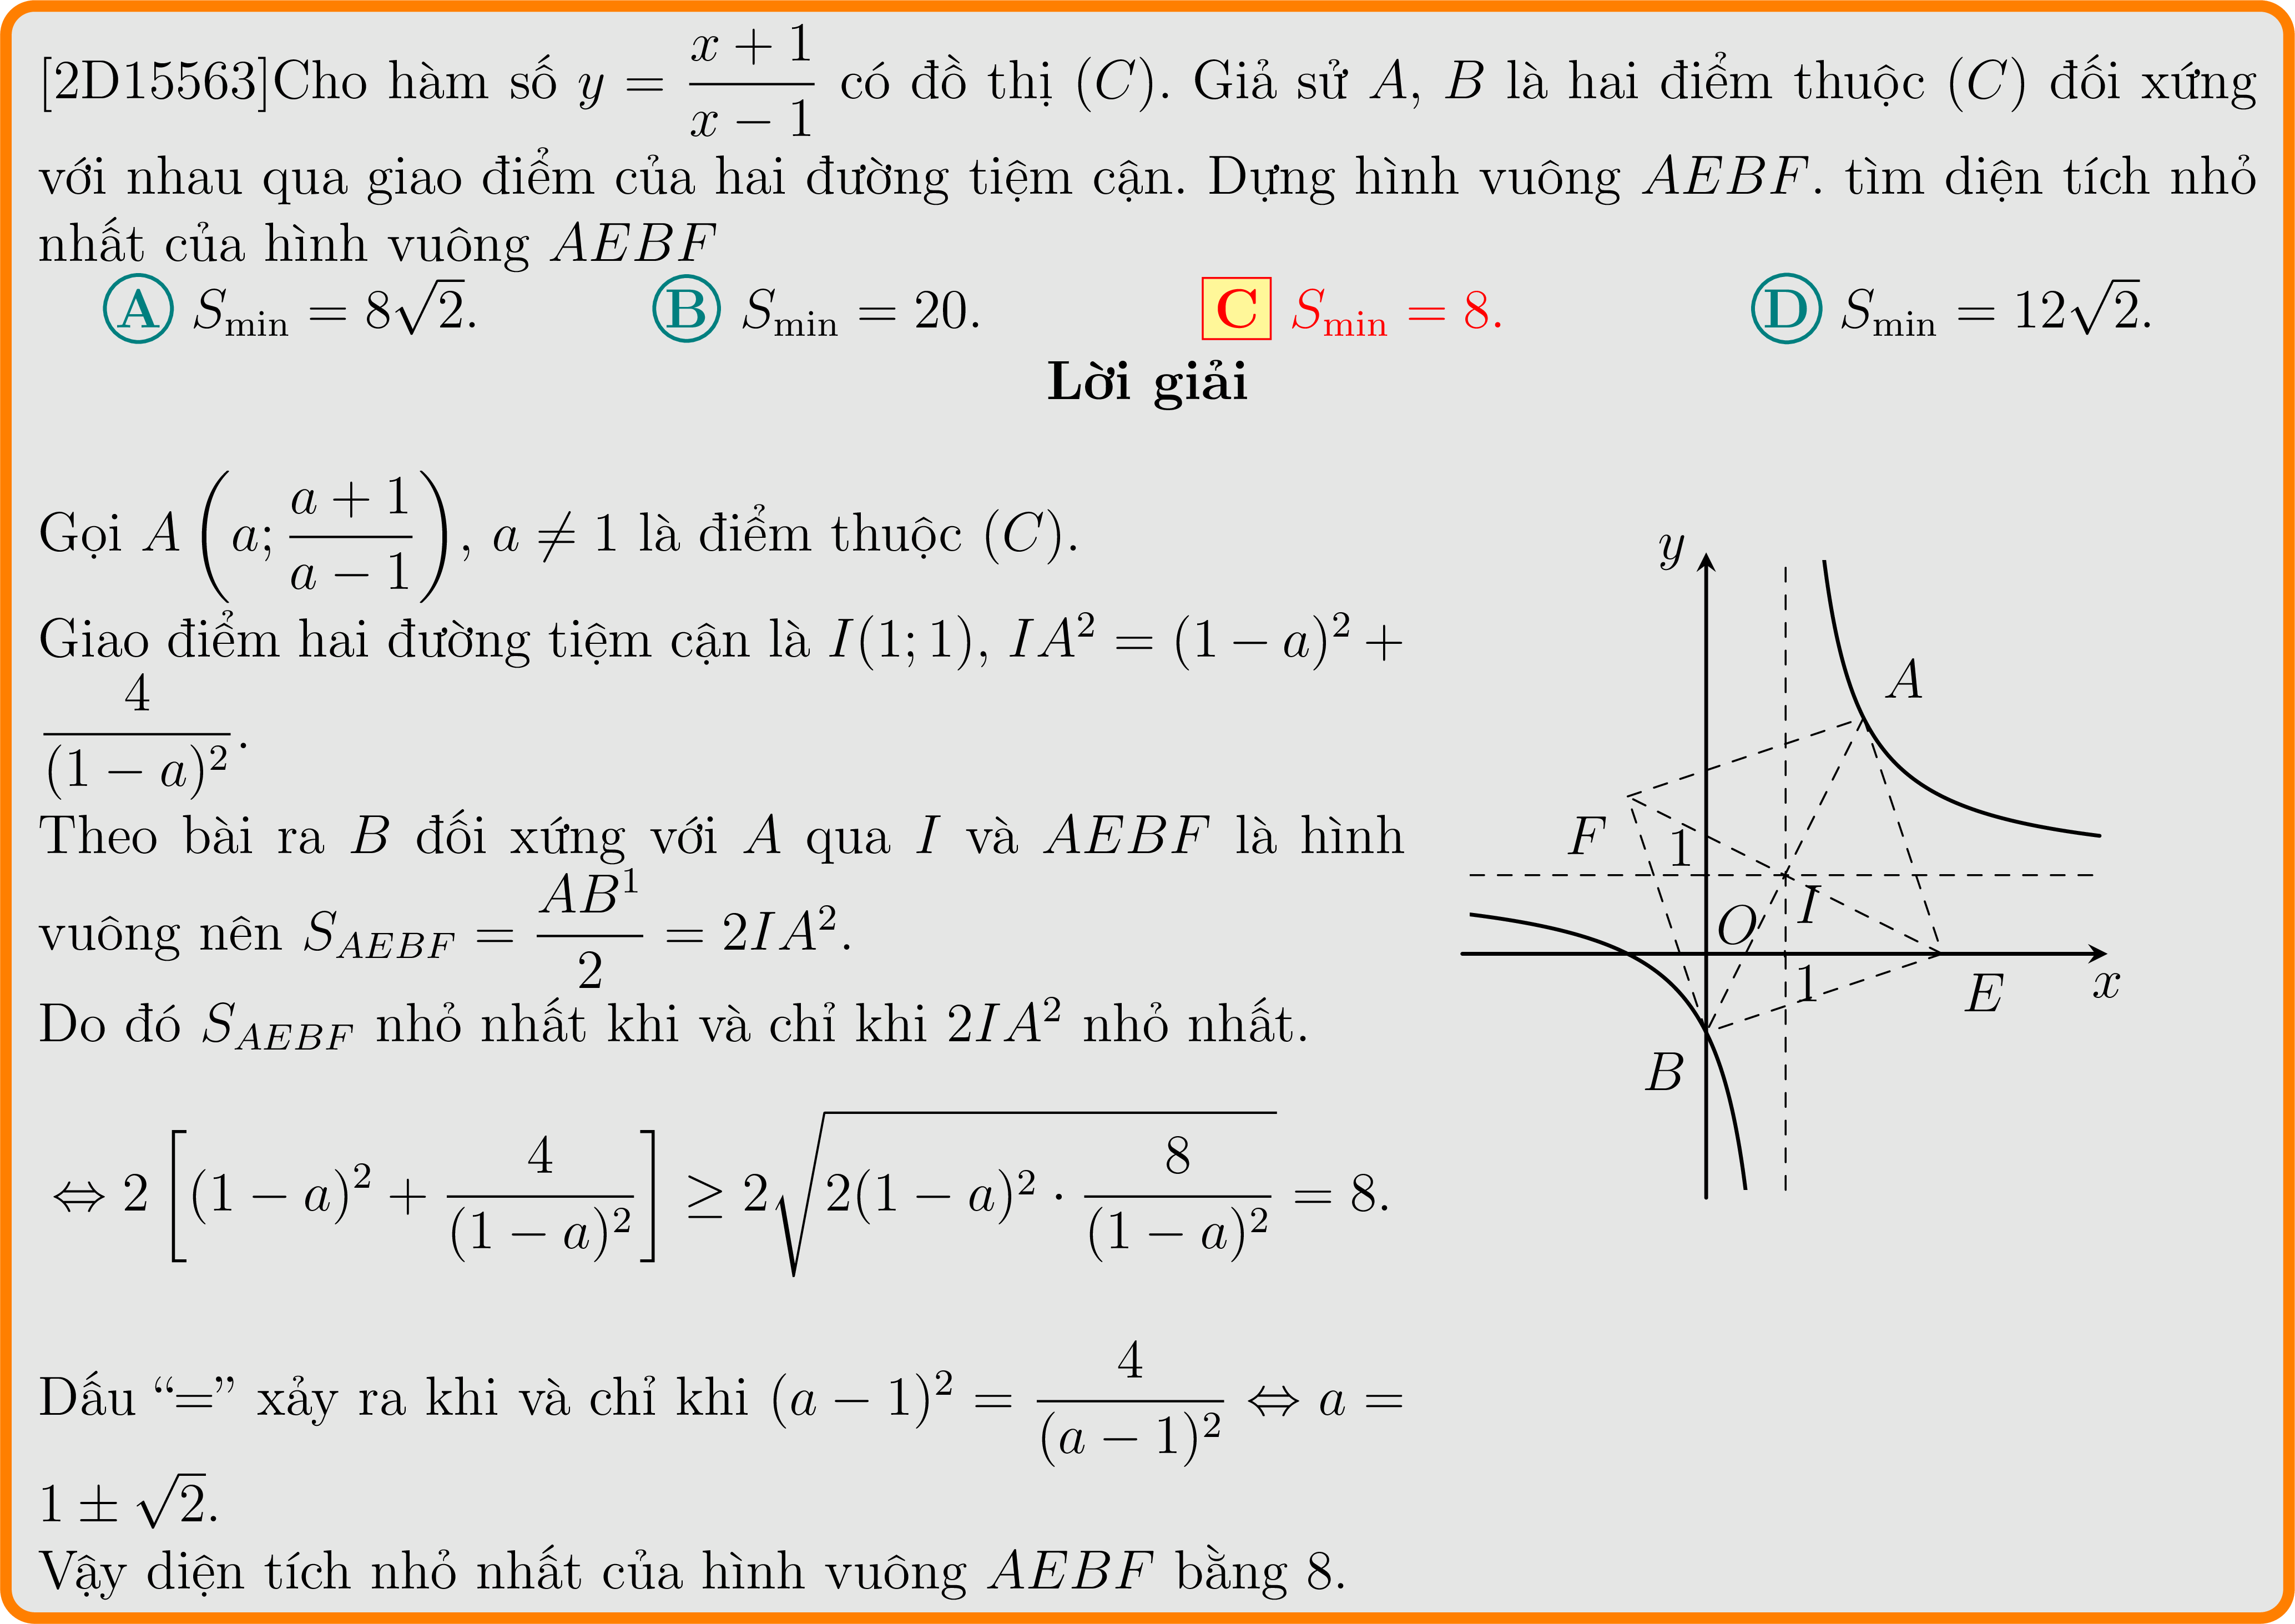 [2D15563]Cho hàm số $y = \dfrac{x+1}{x-1}$ có đồ thị $(C)$. Giả sử $A$, $B$ là hai điểm thuộc $(C)$ đối xứng
với nhau qua giao điểm của hai đường tiệm cận. Dựng hình vuông $AEBF$. tìm diện tích nhỏ
nhất của hình vuông $AEBF$
A $S_{\min} = 8\sqrt{2}$. B $S_{\min} = 20$. C $S_{\min} = 8$. D $S_{\min} = 12\sqrt{2}$.
Lời giải
Gọi $A\left(a; \dfrac{a+1}{a-1}\right)$, $a \neq 1$ là điểm thuộc $(C)$.
Giao điểm hai đường tiệm cận là $I(1;1)$, $IA^2 = (1-a)^2 +$
$\dfrac{4}{(1-a)^2}$.
Theo bài ra $B$ đối xứng với $A$ qua $I$ và $AEBF$ là hình
vuông nên $S_{AEBF} = \dfrac{AB^1}{2} = 2IA^2$.
Do đó $S_{AEBF}$ nhỏ nhất khi và chỉ khi $2IA^2$ nhỏ nhất.
$\Leftrightarrow 2\left[(1-a)^2 + \dfrac{4}{(1-a)^2}\right] \geq 2\sqrt{2(1-a)^2 \cdot \dfrac{8}{(1-a)^2}} = 8.$
Dấu “=” xảy ra khi và chỉ khi $(a-1)^2 = \dfrac{4}{(a-1)^2} \Leftrightarrow a =$
$1 \pm \sqrt{2}$.
Vậy diện tích nhỏ nhất của hình vuông $AEBF$ bằng 8.
y
A
F
1
I
O
1
E
x
B